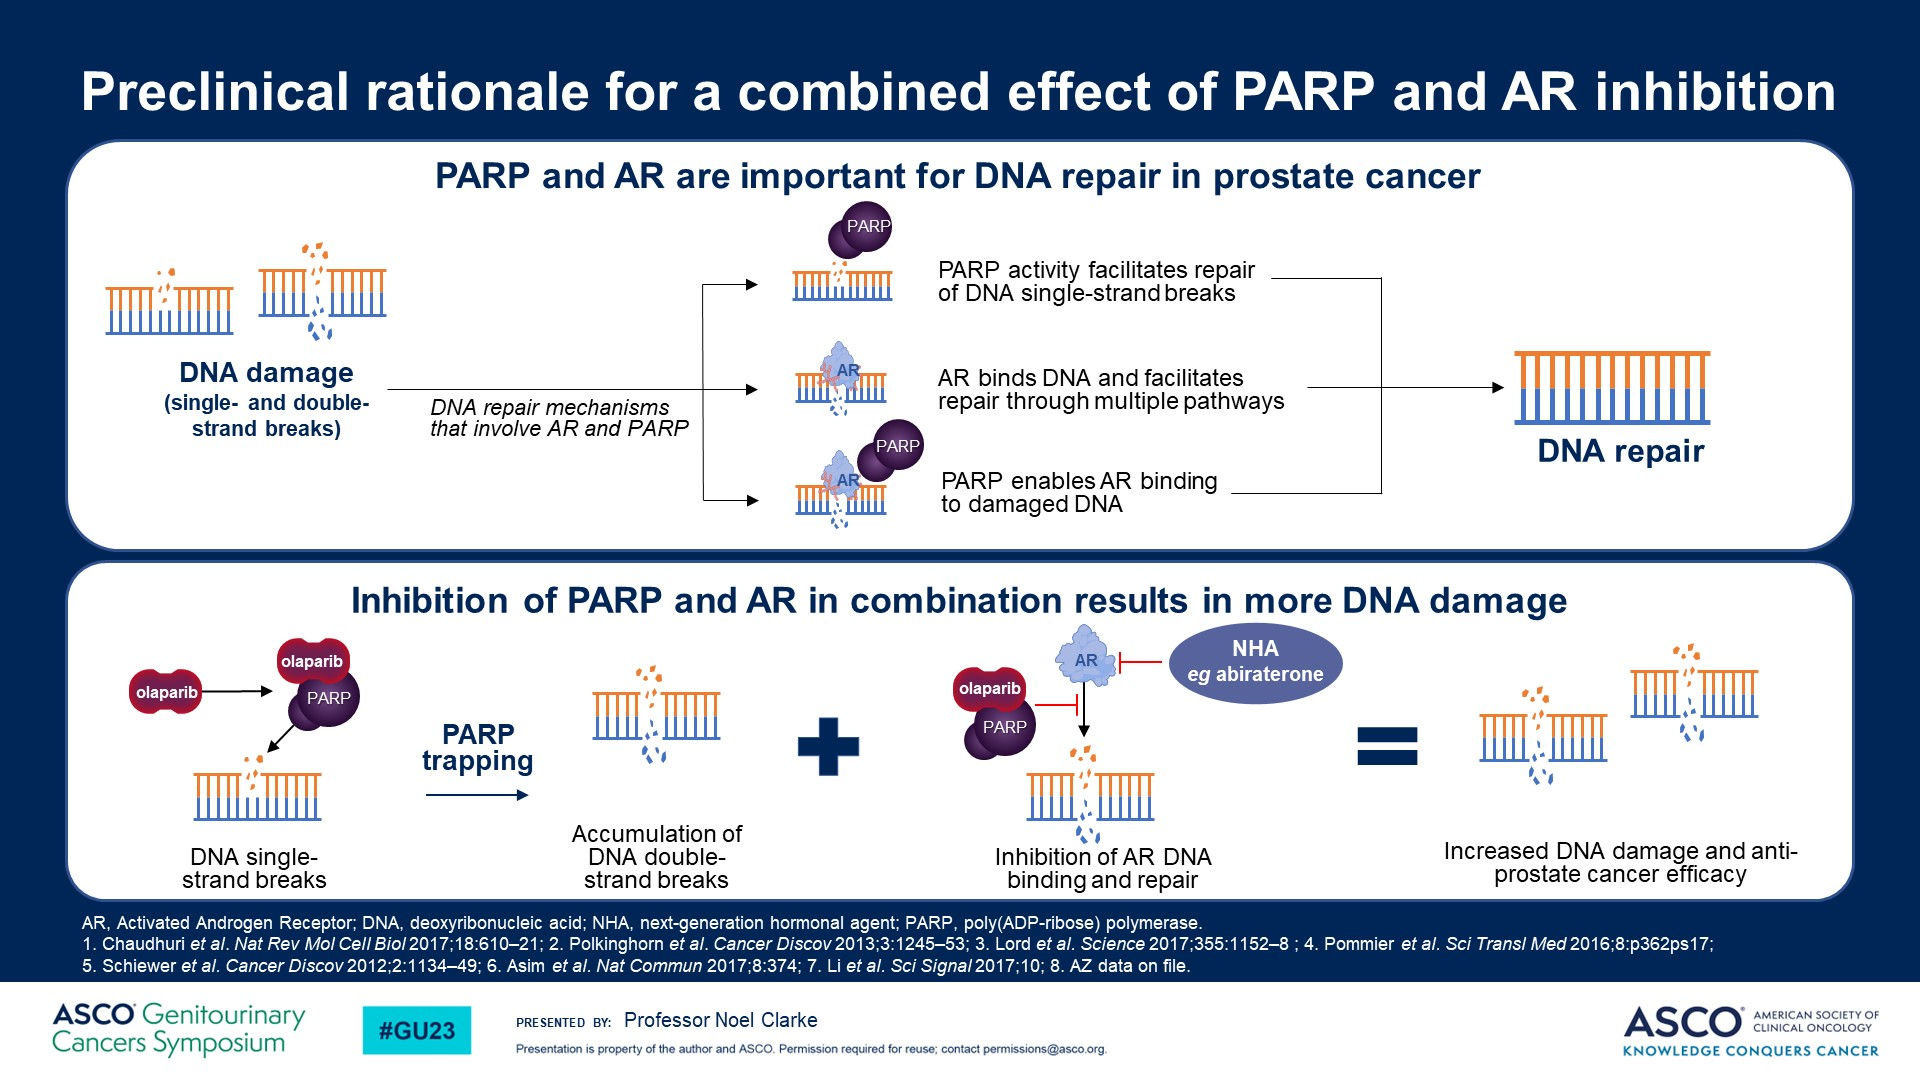 Preclinical rationale for a combined effect of PARP and AR inhibition
PARP and AR are important for DNA repair in prostate cancer
PARP
PARP activity facilitates repair
of DNA single-strand breaks
DNA damage
(single- and double-
strand breaks)
DNA repair mechanisms
that involve AR and PARP
AR
AR binds DNA and facilitates
repair through multiple pathways
PARP
AR
PARP enables AR binding
to damaged DNA
DNA repair
Inhibition of PARP and AR in combination results in more DNA damage
olaparib
olaparib
PARP
PARP
trapping
DNA single-
strand breaks
Accumulation of
DNA double-
strand breaks
AR
NHA
eg abiraterone
olaparib
PARP
Inhibition of AR DNA
binding and repair
Increased DNA damage and anti-
prostate cancer efficacy
AR, Activated Androgen Receptor; DNA, deoxyribonucleic acid; NHA, next-generation hormonal agent; PARP, poly(ADP-ribose) polymerase.
1. Chaudhuri et al. Nat Rev Mol Cell Biol 2017;18:610–21; 2. Polkinghorn et al. Cancer Discov 2013;3:1245–53; 3. Lord et al. Science 2017;355:1152–8 ; 4. Pommier et al. Sci Transl Med 2016;8:p362ps17;
5. Schiewer et al. Cancer Discov 2012;2:1134–49; 6. Asim et al. Nat Commun 2017;8:374; 7. Li et al. Sci Signal 2017;10; 8. AZ data on file.
ASCO® Genitourinary
Cancers Symposium
#GU23
PRESENTED BY: Professor Noel Clarke
Presentation is property of the author and ASCO. Permission required for reuse; contact permissions@asco.org.
ASCO® AMERICAN SOCIETY OF
CLINICAL ONCOLOGY
KNOWLEDGE CONQUERS CANCER